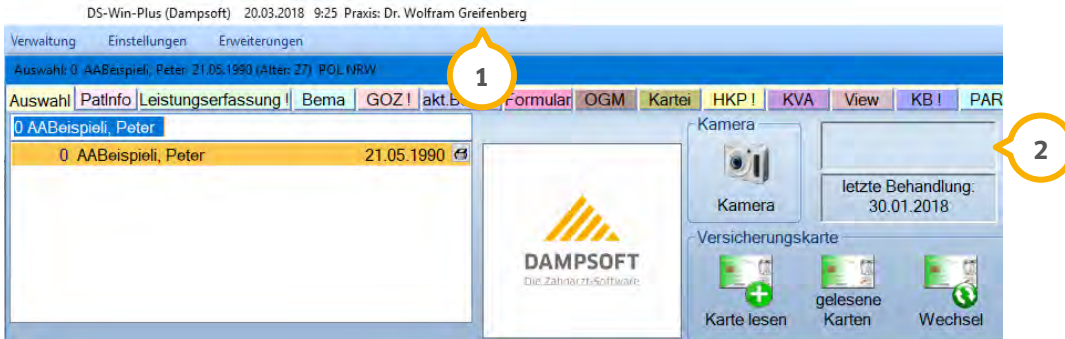 DS-Win-Plus (Dampsoft) 20.03.2018 9:25 Praxis: Dr. Wolfram Greifenberg
Verwaltung Einstellungen Erweiterungen
Auswahl: 0 AABeispieli, Peter 21.05.1990 (Alter: 27) POL NRW
1
Auswahl PatInfo Leistungserfassung ! Bema GOZ ! akt.B Formular OGM Kartei HKP ! KVA View KB ! PAR
0 AABeispieli, Peter
0 AABeispieli, Peter 21.05.1990
Kamera
Kamera
2
letzte Behandlung:
30.01.2018
DAMPSOFT
Die Zahnarzt-Software
Versicherungskarte
Karte lesen
gelesene
Karten
Wechsel